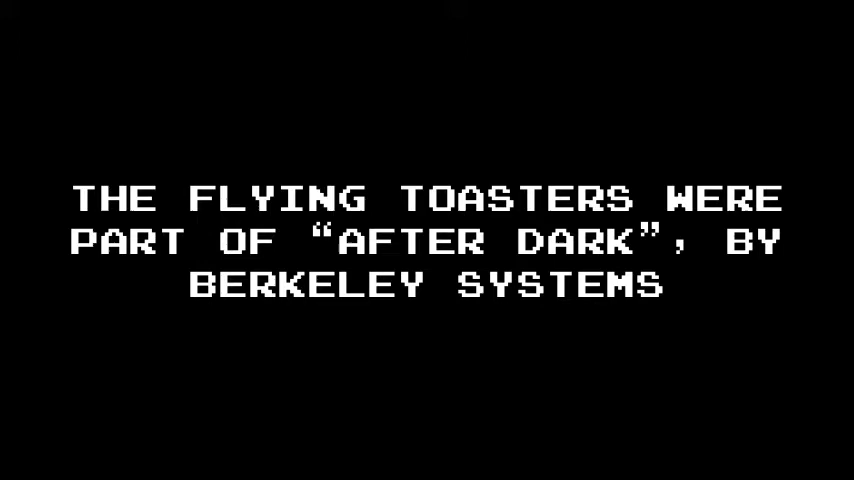 THE FLYING TOASTERS WERE
PART OF “AFTER DARK”, BY
BERKELEY SYSTEMS